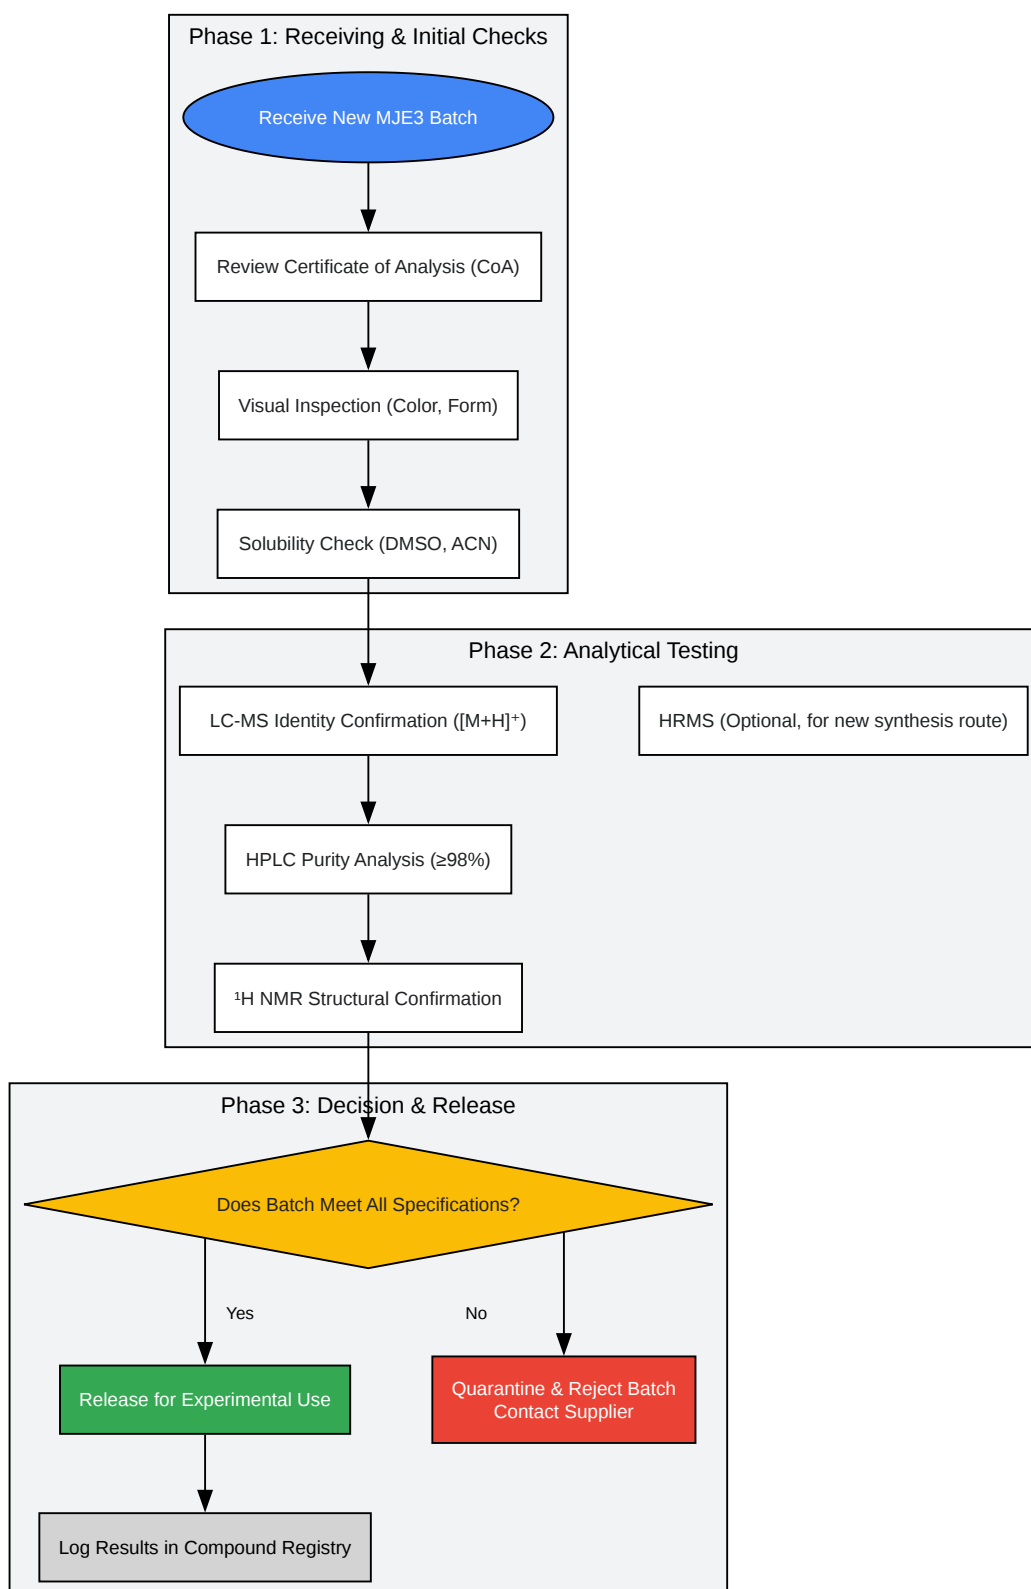 Phase 1: Receiving & Initial Checks
Receive New MJE3 Batch
Review Certificate of Analysis (CoA)
Visual Inspection (Color, Form)
Solubility Check (DMSO, ACN)
Phase 2: Analytical Testing
LC-MS Identity Confirmation ([M+H]⁺)
HRMS (Optional, for new synthesis route)
HPLC Purity Analysis (≥98%)
¹H NMR Structural Confirmation
Phase 3: Decision & Release
Does Batch Meet All Specifications?
Yes
No
Release for Experimental Use
Quarantine & Reject Batch
Contact Supplier
Log Results in Compound Registry